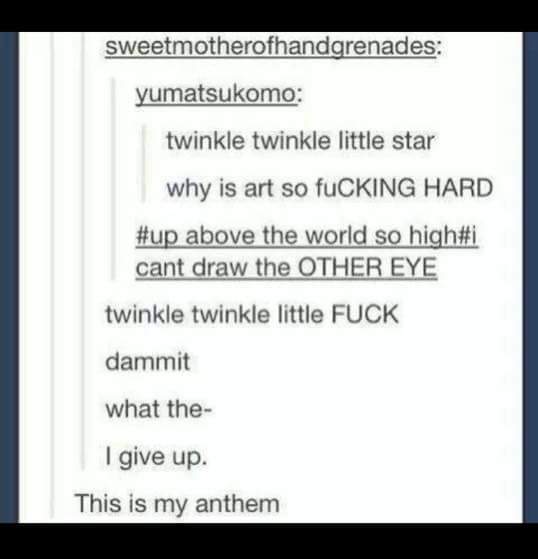 sweetmotherofhandgrenades:
yumatsukomo:
twinkle twinkle little star
why is art so fuCKING HARD
#up above the world so high#i
cant draw the OTHER EYE
twinkle twinkle little FUCK
dammit
what the-
I give up.
This is my anthem